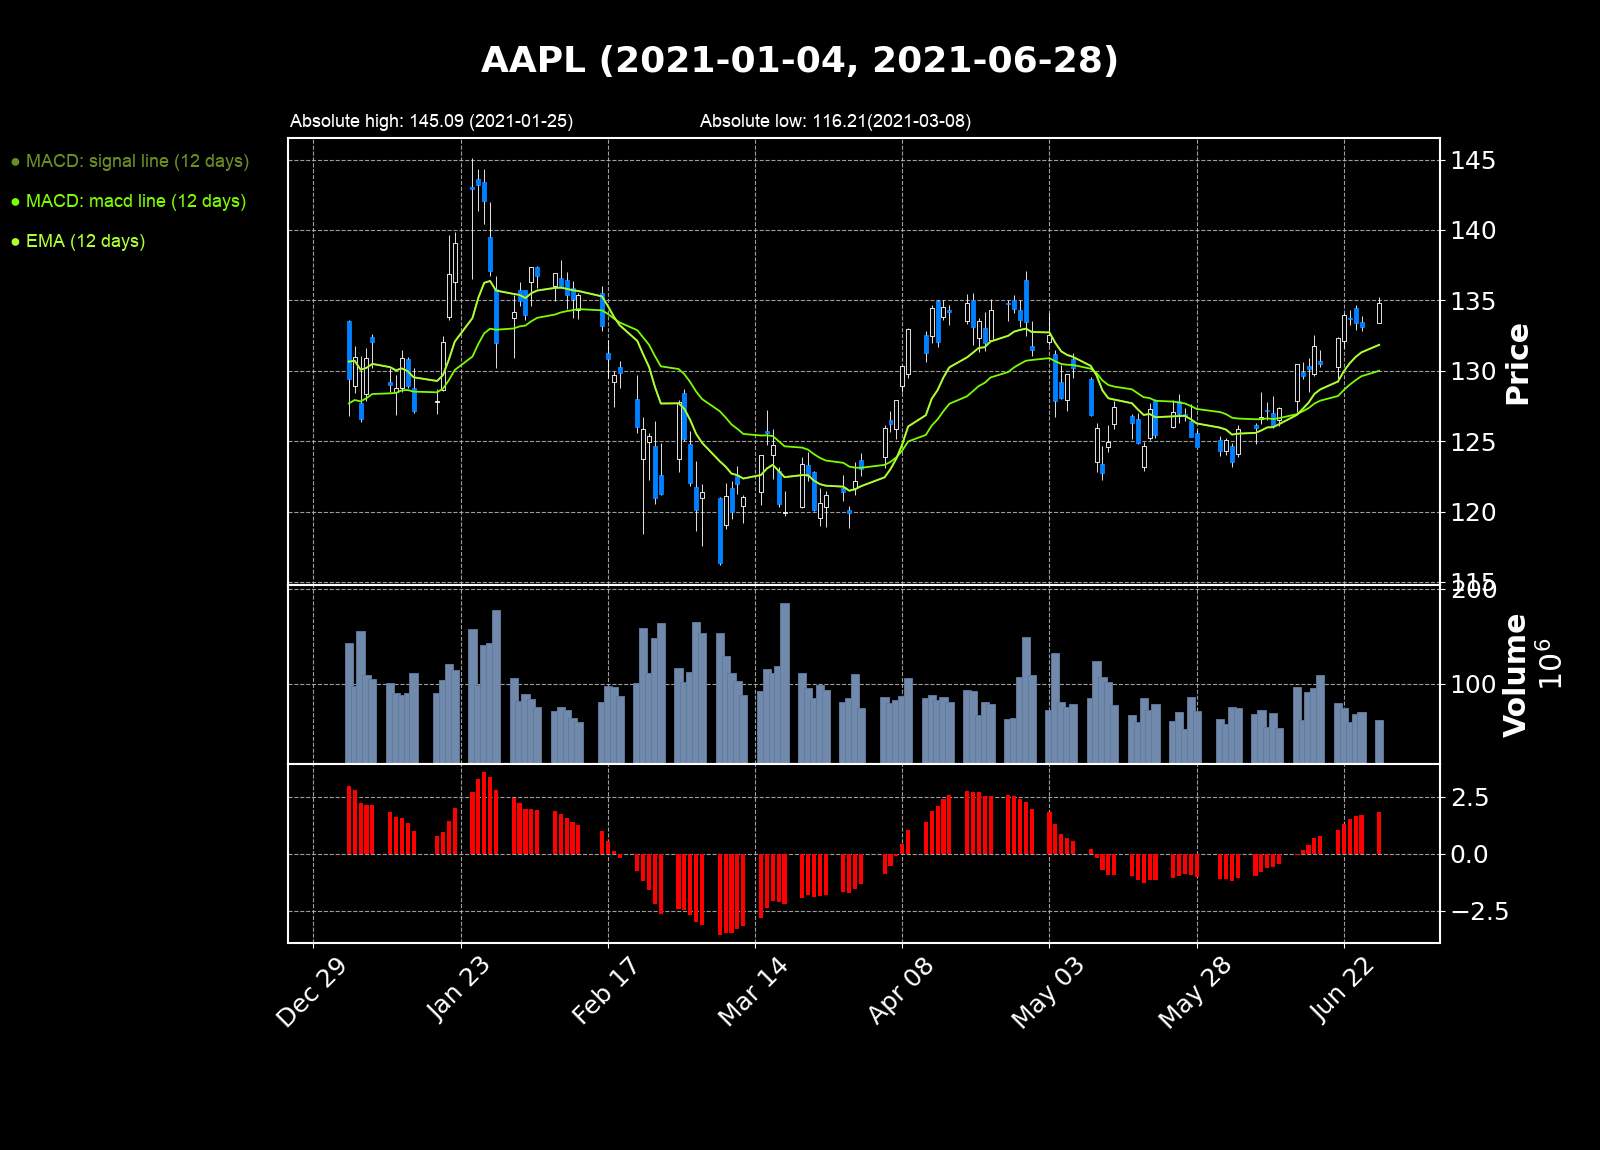 AAPL (2021-01-04, 2021-06-28)
Absolute high: 145.09 (2021-01-25)
Absolute low: 116.21(2021-03-08)
● MACD: signal line (12 days)
● MACD: macd line (12 days)
● EMA (12 days)
145
140
135
130
125
120
115
Price
200
100
Volume
10⁶
2.5
0.0
−2.5
Dec 29
Jan 23
Feb 17
Mar 14
Apr 08
May 03
May 28
Jun 22